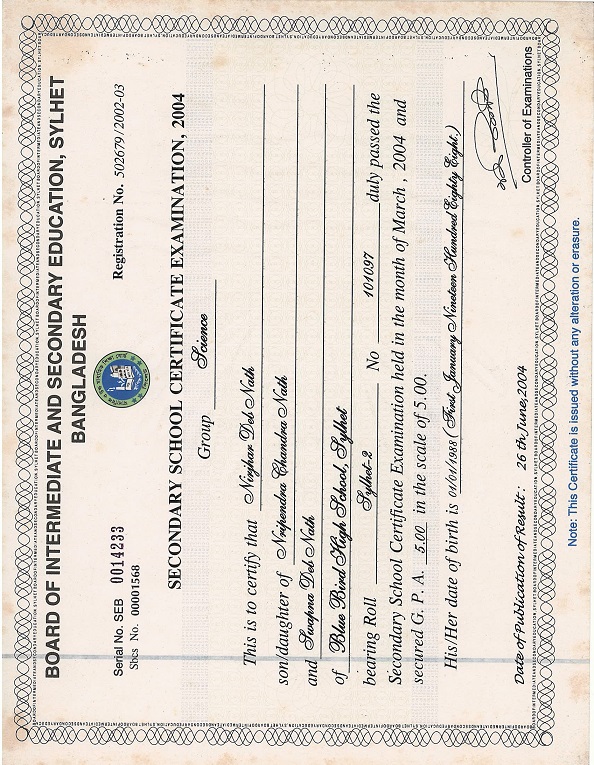 BOARD OF INTERMEDIATE AND SECONDARY EDUCATION, SYLHET
BANGLADESH
Serial No. SEB 0014233
Sbcs No. 00001568
Registration No. 502679/2002-03
SECONDARY SCHOOL CERTIFICATE EXAMINATION, 2004
Group Science
This is to certify that Nirjhar Deb Nath
son/daughter of Nripendra Chandra Nath
and Swapna Deb Nath
of Blue Bird High School, Sylhet
bearing Roll Sylhet-2 No 101097 duly passed the
Secondary School Certificate Examination held in the month of March, 2004 and
secured G. P. A. 5.00 in the scale of 5.00.
His/Her date of birth is 01/01/1988 (First January Nineteen Hundred Eighty Eight.)
Date of Publication of Result: 26th June, 2004
Controller of Examinations
Note: This Certificate is issued without any alteration or erasure.